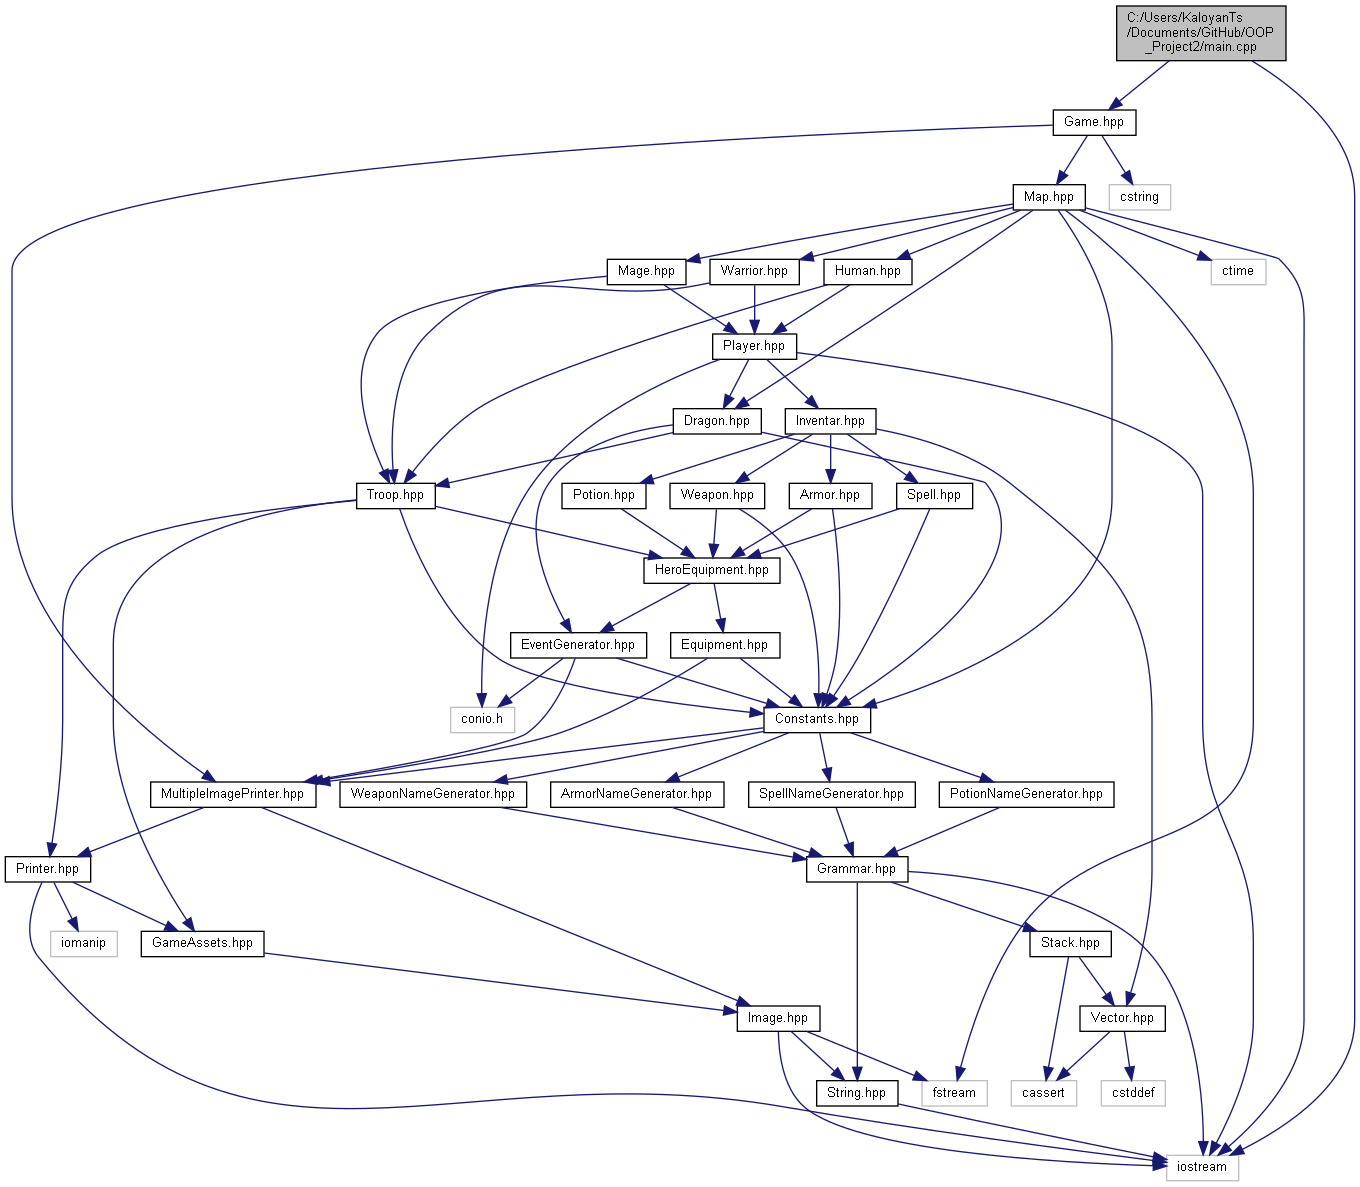 C:/Users/KaloyanTs
/Documents/GitHub/OOP
_Project2/main.cpp
Game.hpp
Map.hpp
cstring
Mage.hpp
Warrior.hpp
Human.hpp
ctime
Player.hpp
Dragon.hpp
Inventar.hpp
Troop.hpp
Potion.hpp
Weapon.hpp
Armor.hpp
Spell.hpp
HeroEquipment.hpp
EventGenerator.hpp
Equipment.hpp
conio.h
Constants.hpp
MultipleImagePrinter.hpp
WeaponNameGenerator.hpp
ArmorNameGenerator.hpp
SpellNameGenerator.hpp
PotionNameGenerator.hpp
Printer.hpp
Grammar.hpp
iomanip
GameAssets.hpp
Stack.hpp
Image.hpp
Vector.hpp
String.hpp
fstream
cassert
cstddef
iostream